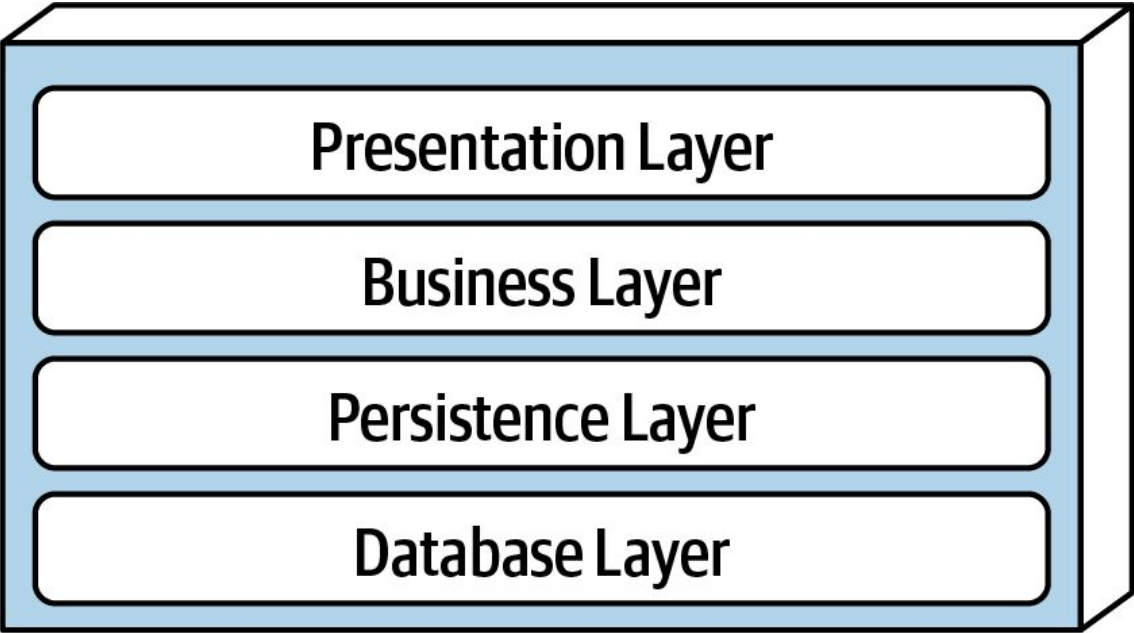 Presentation Layer
Business Layer
Persistence Layer
Database Layer